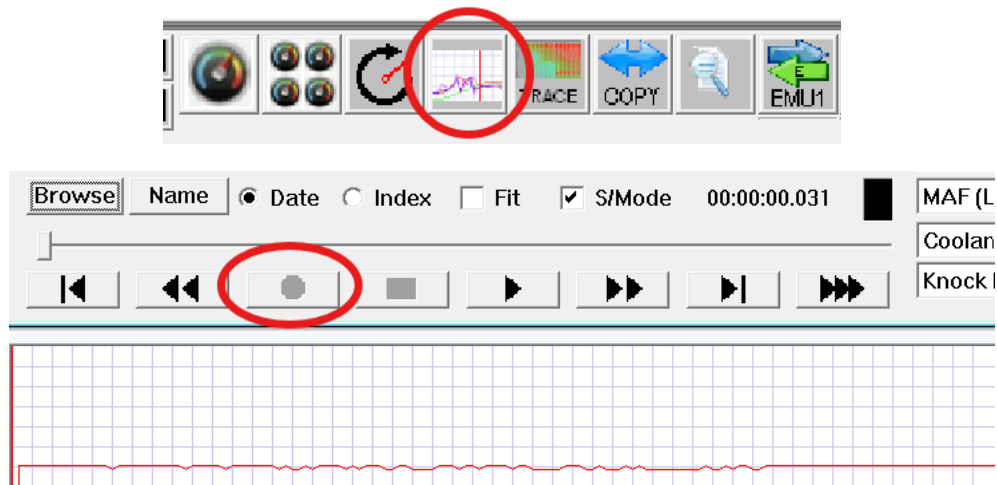 TRACE COPY EMU1
Browse Name Date Index Fit S/Mode 00:00:00.031 MAF (L
Coolan
Knock